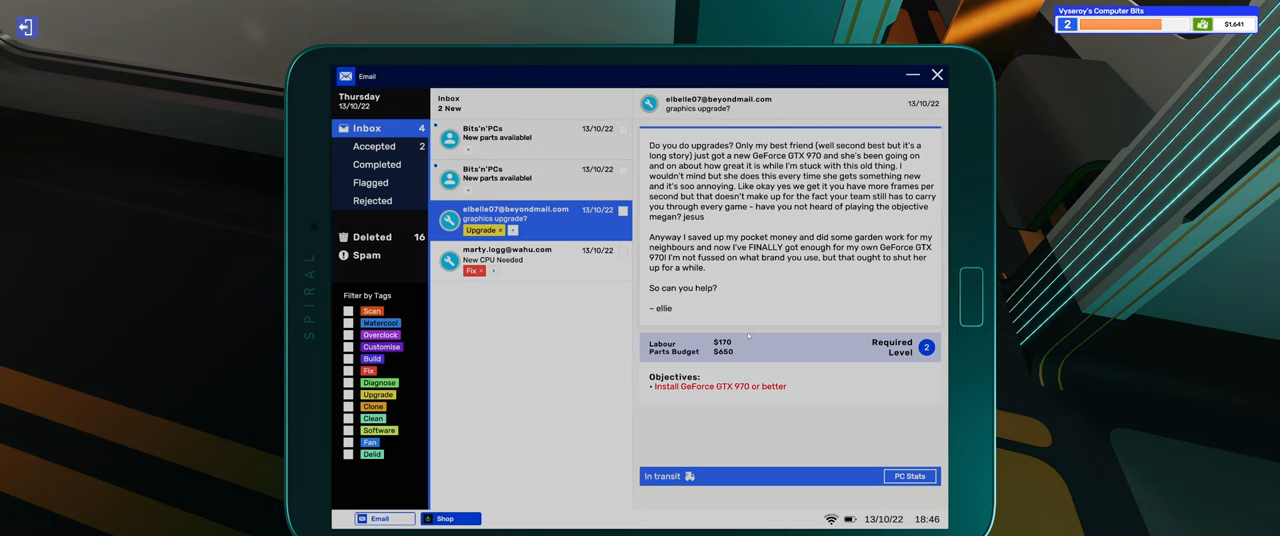 Vyseroy's Computer Bits
2
$1,641
Email
Thursday
13/10/22
Inbox 4
Accepted 2
Completed
Flagged
Rejected
Deleted 16
Spam
Filter by Tags
Scan
Watercool
Overclock
Customise
Build
Fix
Diagnose
Upgrade
Clone
Clean
Software
Fan
Delid
Inbox
2 New
Bits'n'PCs 13/10/22
New parts available!
+
Bits'n'PCs 13/10/22
New parts available!
+
elbelle07@beyondmail.com 13/10/22
graphics upgrade?
Upgrade × +
marty.logg@wahu.com 13/10/22
New CPU Needed
Fix × +
elbelle07@beyondmail.com 13/10/22
graphics upgrade?
Do you do upgrades? Only my best friend (well second best but it's a
long story) just got a new GeForce GTX 970 and she's been going on
and on about how great it is while I'm stuck with this old thing. I
wouldn't mind but she does this every time she gets something new
and it's soo annoying. Like okay yes we get it you have more frames per
second but that doesn't make up for the fact your team still has to carry
you through every game - have you not heard of playing the objective
megan? jesus
Anyway I saved up my pocket money and did some garden work for my
neighbours and now I've FINALLY got enough for my own GeForce GTX
970! I'm not fussed on what brand you use, but that ought to shut her
up for a while.
So can you help?
~ ellie
Labour $170
Parts Budget $650
Required
Level 2
Objectives:
• Install GeForce GTX 970 or better
In transit
PC Stats
SPIRAL
Email
Shop
13/10/22 18:46